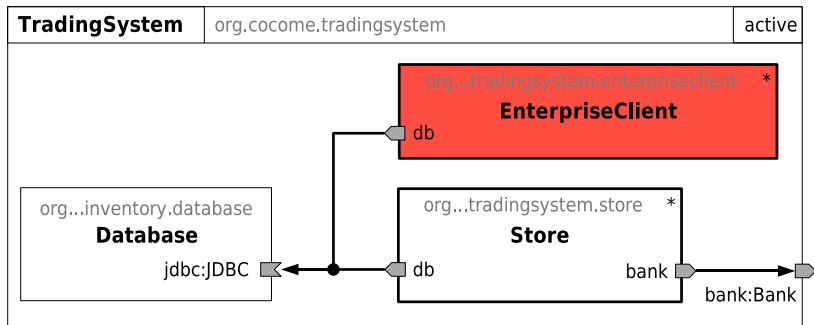 TradingSystem org.cocome.tradingsystem active
org...tradingsystem.enterpriseclient *
EnterpriseClient
db
org...inventory.database
Database
jdbc:JDBC
org...tradingsystem.store *
Store
db
bank
bank:Bank